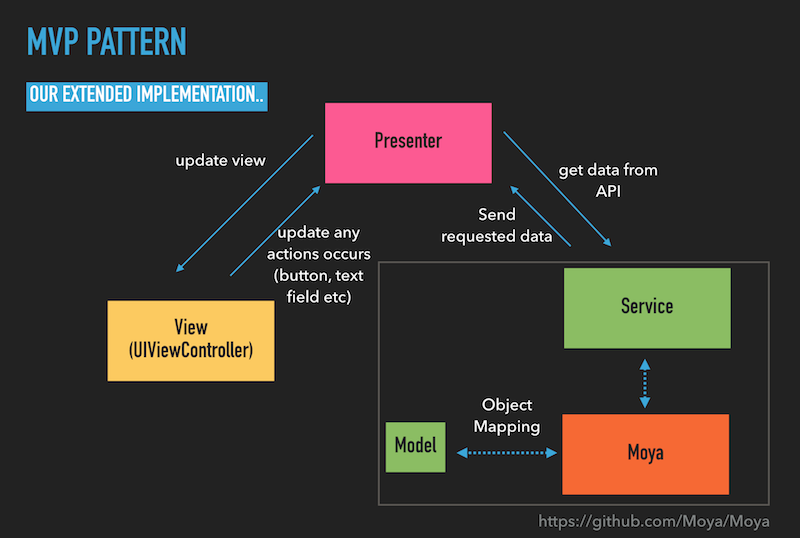 MVP PATTERN
OUR EXTENDED IMPLEMENTATION..
Presenter
update view
get data from
API
Send
requested data
update any
actions occurs
(button, text
field etc)
View
(UIViewController)
Service
Object
Mapping
Model
Moya
https://github.com/Moya/Moya